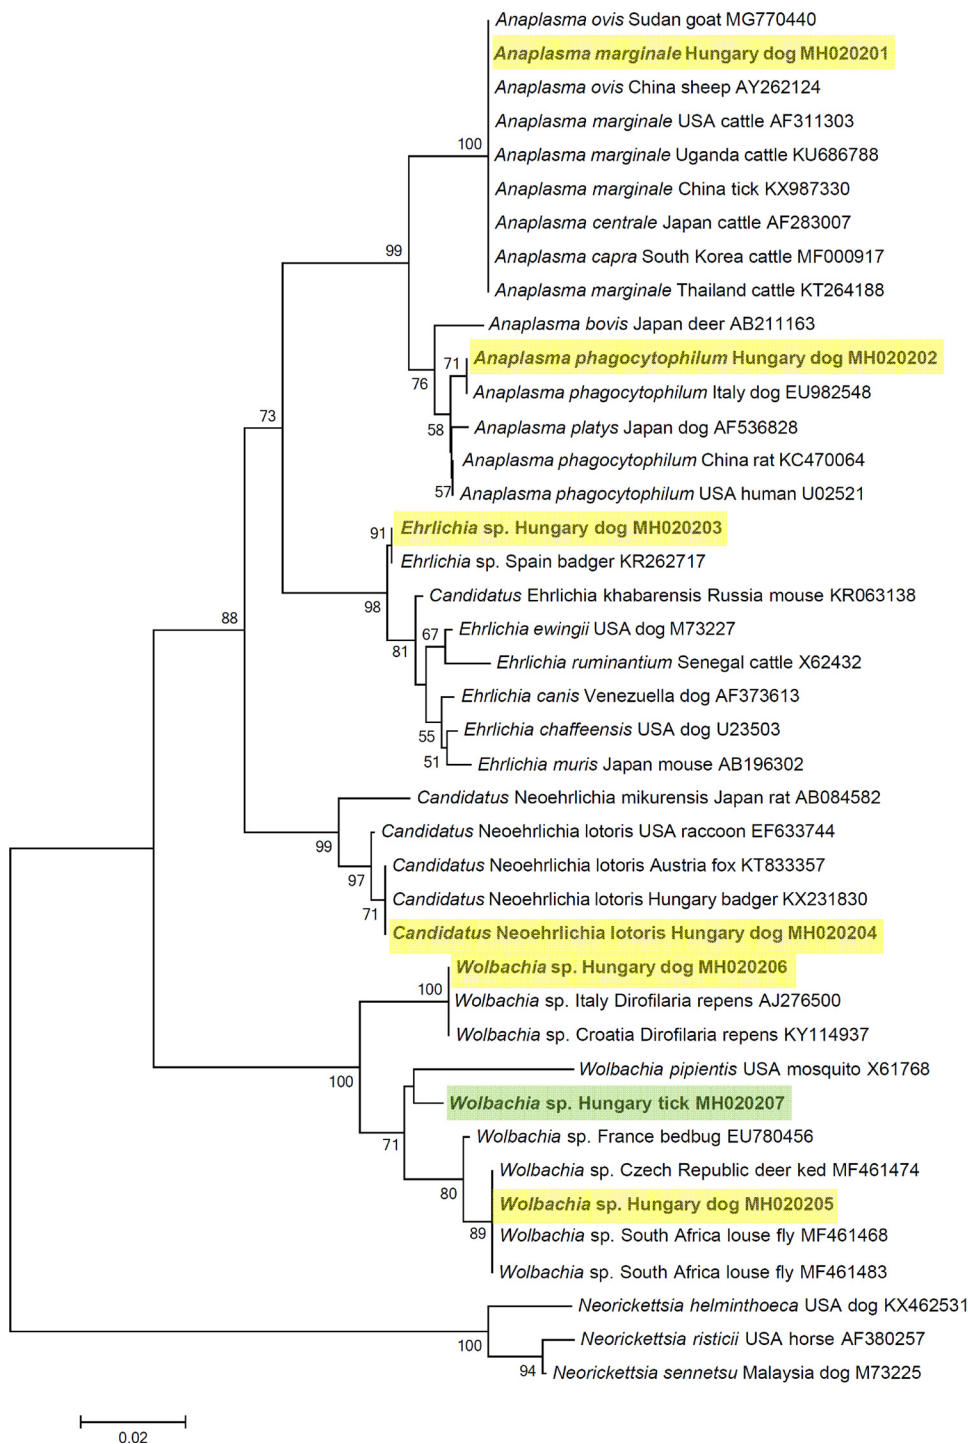 Anaplasma ovis Sudan goat MG770440
Anaplasma marginale Hungary dog MH020201
Anaplasma ovis China sheep AY262124
Anaplasma marginale USA cattle AF311303
100
Anaplasma marginale Uganda cattle KU686788
Anaplasma marginale China tick KX987330
Anaplasma centrale Japan cattle AF283007
99
Anaplasma capra South Korea cattle MF000917
Anaplasma marginale Thailand cattle KT264188
Anaplasma bovis Japan deer AB211163
71
Anaplasma phagocytophilum Hungary dog MH020202
76
Anaplasma phagocytophilum Italy dog EU982548
73
58
Anaplasma platys Japan dog AF536828
Anaplasma phagocytophilum China rat KC470064
57
Anaplasma phagocytophilum USA human U02521
91
Ehrlichia sp. Hungary dog MH020203
Ehrlichia sp. Spain badger KR262717
98
Candidatus Ehrlichia khabarensis Russia mouse KR063138
88
67
Ehrlichia ewingii USA dog M73227
81
Ehrlichia ruminantium Senegal cattle X62432
Ehrlichia canis Venezuella dog AF373613
55
Ehrlichia chaffeensis USA dog U23503
51
Ehrlichia muris Japan mouse AB196302
Candidatus Neoehrlichia mikurensis Japan rat AB084582
99
Candidatus Neoehrlichia lotoris USA raccoon EF633744
97
Candidatus Neoehrlichia lotoris Austria fox KT833357
71
Candidatus Neoehrlichia lotoris Hungary badger KX231830
Candidatus Neoehrlichia lotoris Hungary dog MH020204
Wolbachia sp. Hungary dog MH020206
100
Wolbachia sp. Italy Dirofilaria repens AJ276500
Wolbachia sp. Croatia Dirofilaria repens KY114937
100
Wolbachia pipientis USA mosquito X61768
Wolbachia sp. Hungary tick MH020207
71
Wolbachia sp. France bedbug EU780456
Wolbachia sp. Czech Republic deer ked MF461474
80
Wolbachia sp. Hungary dog MH020205
89
Wolbachia sp. South Africa louse fly MF461468
Wolbachia sp. South Africa louse fly MF461483
Neorickettsia helminthoeca USA dog KX462531
100
Neorickettsia risticii USA horse AF380257
94
Neorickettsia sennetsu Malaysia dog M73225
0.02